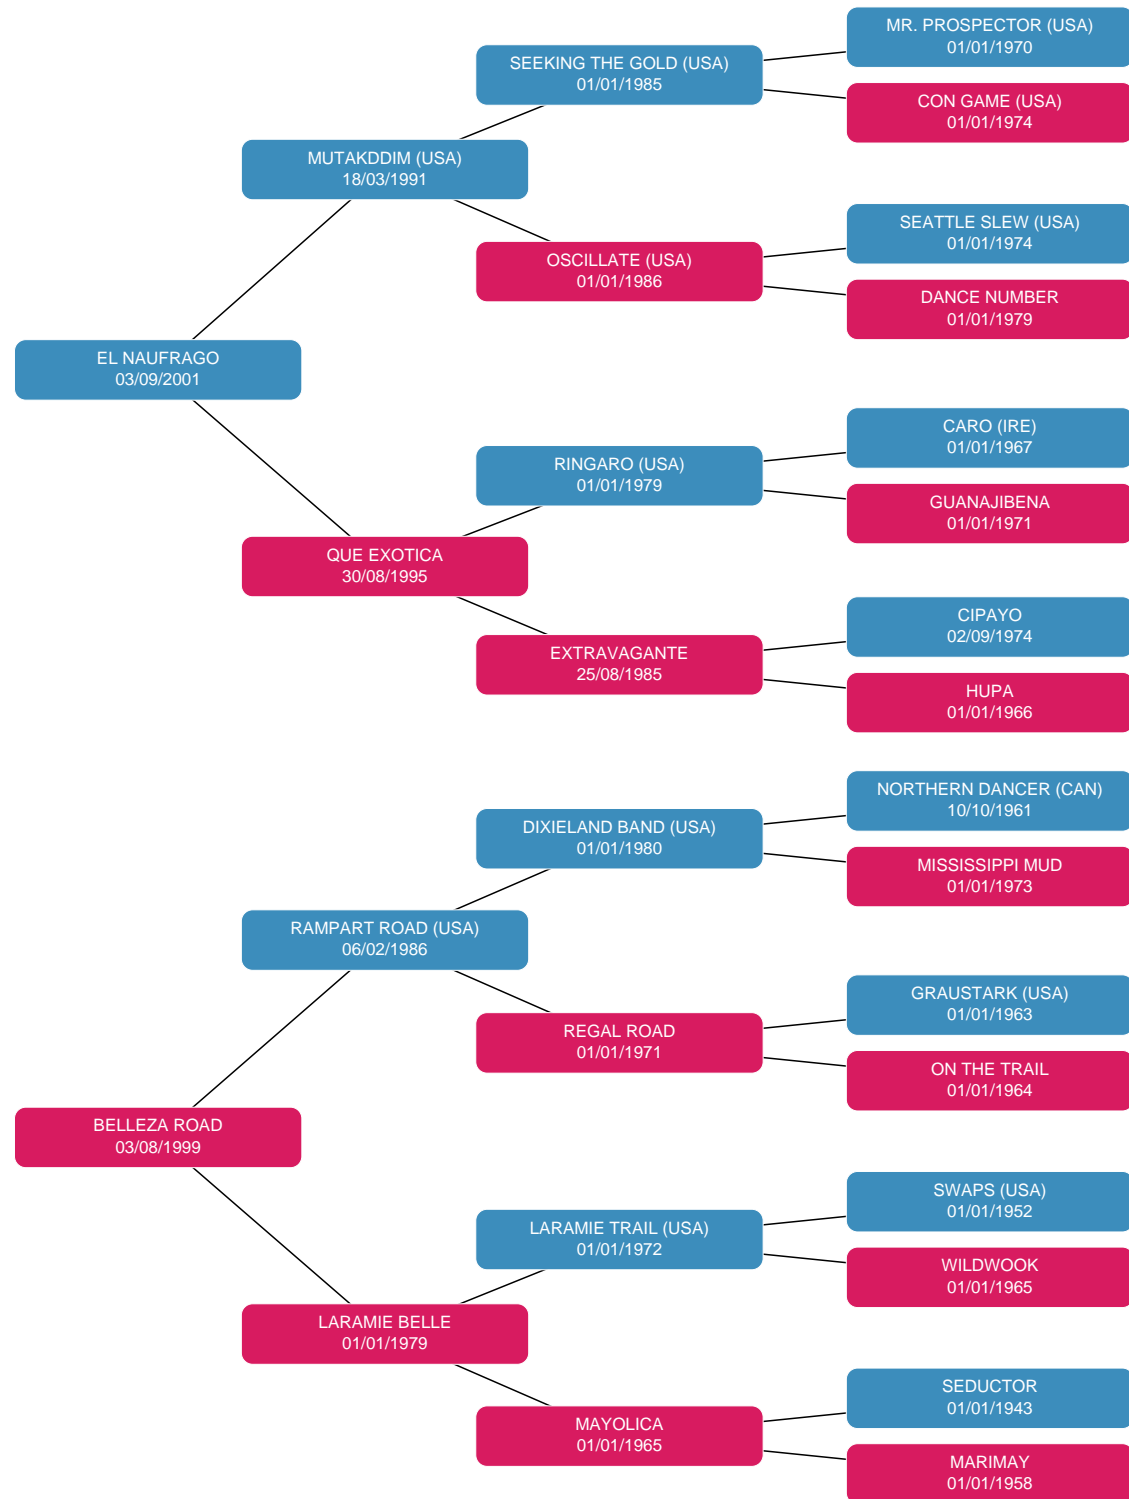 MR. PROSPECTOR (USA)
01/01/1970
SEEKING THE GOLD (USA)
01/01/1985
CON GAME (USA)
01/01/1974
MUTAKDDIM (USA)
18/03/1991
SEATTLE SLEW (USA)
01/01/1974
OSCILLATE (USA)
01/01/1986
DANCE NUMBER
01/01/1979
EL NAUFRAGO
03/09/2001
CARO (IRE)
01/01/1967
RINGARO (USA)
01/01/1979
GUANAJIBENA
01/01/1971
QUE EXOTICA
30/08/1995
CIPAYO
02/09/1974
EXTRAVAGANTE
25/08/1985
HUPA
01/01/1966
NORTHERN DANCER (CAN)
10/10/1961
DIXIELAND BAND (USA)
01/01/1980
MISSISSIPPI MUD
01/01/1973
RAMPART ROAD (USA)
06/02/1986
GRAUSTARK (USA)
01/01/1963
REGAL ROAD
01/01/1971
ON THE TRAIL
01/01/1964
BELLEZA ROAD
03/08/1999
SWAPS (USA)
01/01/1952
LARAMIE TRAIL (USA)
01/01/1972
WILDWOOK
01/01/1965
LARAMIE BELLE
01/01/1979
SEDUCTOR
01/01/1943
MAYOLICA
01/01/1965
MARIMAY
01/01/1958